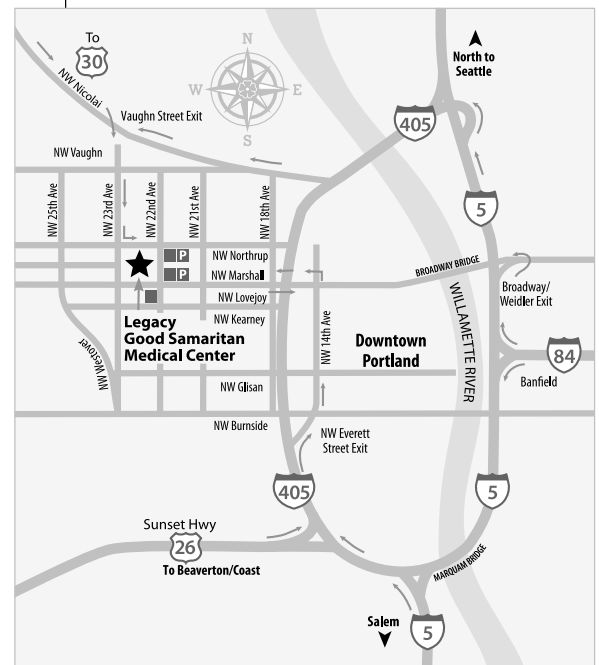 To
30
N
W
E
S
North to
Seattle
NW Nicolai
Vaughn Street Exit
405
NW Vaughn
5
NW 25th Ave
NW 23rd Ave
NW 22nd Ave
NW 21st Ave
NW 18th Ave
P
NW Northrup
P
NW Marshall
BROADWAY BRIDGE
Broadway/
Weidler Exit
NW Lovejoy
NW Kearney
Legacy
Good Samaritan
Medical Center
NW Westover
NW 14th Ave
Downtown
Portland
WILLAMETTE RIVER
84
Banfield
NW Glisan
NW Burnside
NW Everett
Street Exit
405
5
Sunset Hwy
26
To Beaverton/Coast
MARQUAM BRIDGE
Salem
5